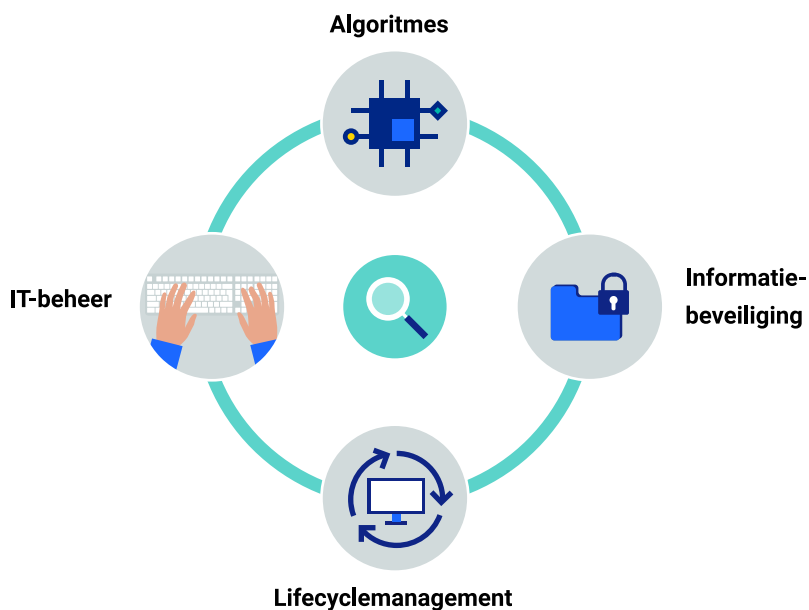 Algoritmes
IT-beheer
Informatie-
beveiliging
Lifecyclemanagement